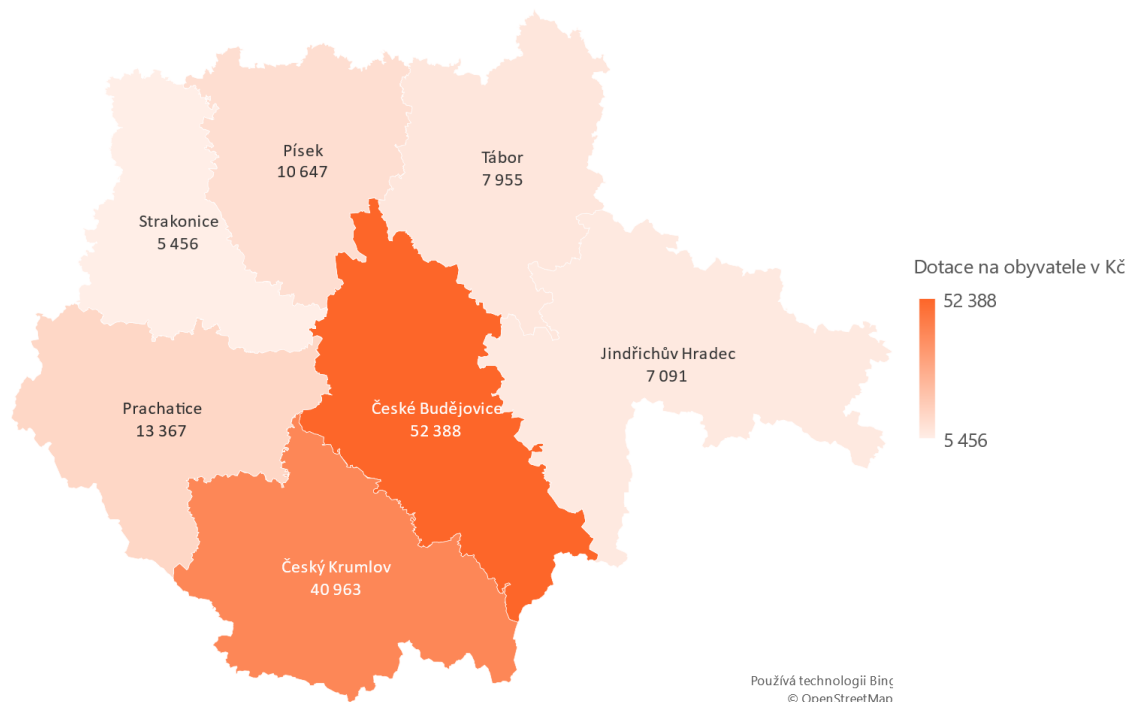 Písek
10 647
Tábor
7 955
Strakonice
5 456
Dotace na obyvatele v Kč
52 388
5 456
Jindřichův Hradec
7 091
Prachatice
13 367
České Budějovice
52 388
Český Krumlov
40 963
Používá technologii Bing
© OpenStreetMap